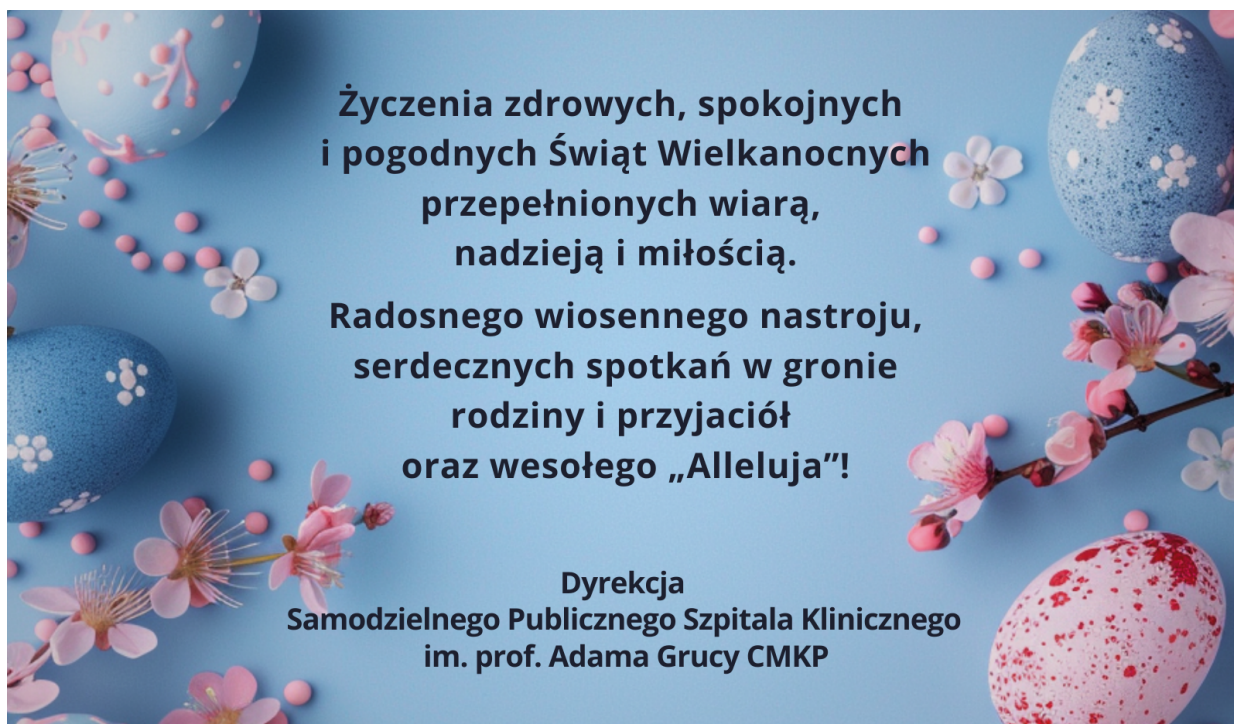 Życzenia zdrowych, spokojnych
i pogodnych Świąt Wielkanocnych
przepełnionych wiarą,
nadzieją i miłością.
Radosnego wiosennego nastroju,
serdecznych spotkań w gronie
rodziny i przyjaciół
oraz wesołego „Alleluja”!
Dyrekcja
Samodzielnego Publicznego Szpitala Klinicznego
im. prof. Adama Grucy CMKP